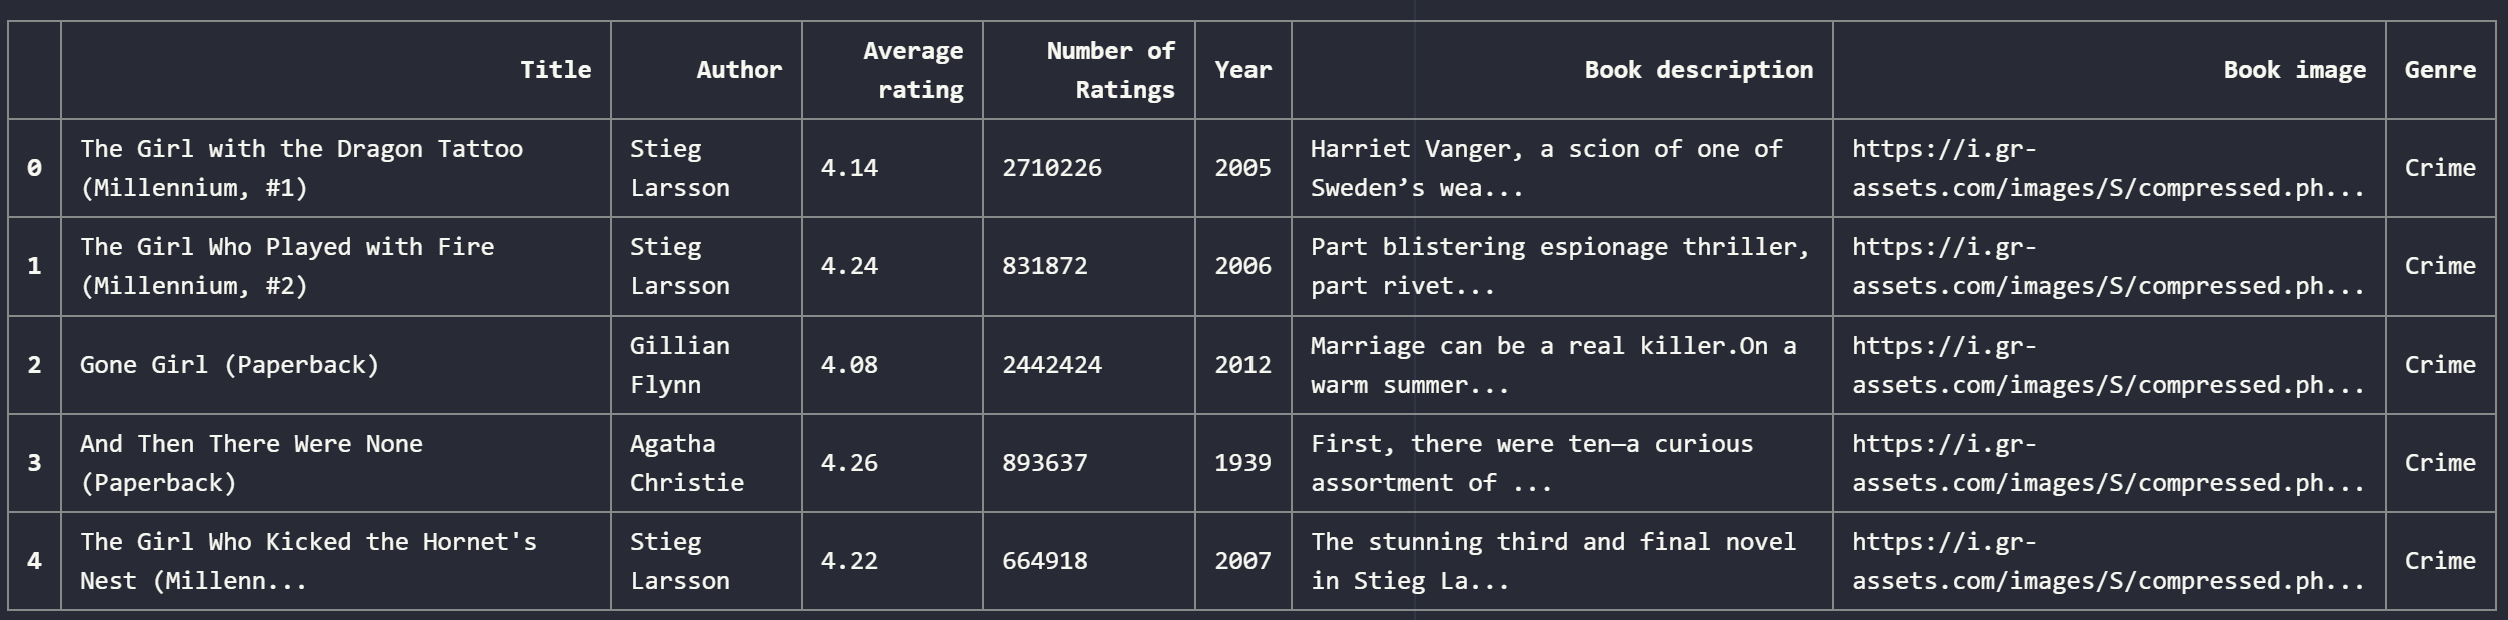 Title Author Average rating Number of Ratings Year Book description Book image Genre
0 The Girl with the Dragon Tattoo (Millennium, #1) Stieg Larsson 4.14 2710226 2005 Harriet Vanger, a scion of one of Sweden’s wea... https://i.gr-assets.com/images/S/compressed.ph... Crime
1 The Girl Who Played with Fire (Millennium, #2) Stieg Larsson 4.24 831872 2006 Part blistering espionage thriller, part rivet... https://i.gr-assets.com/images/S/compressed.ph... Crime
2 Gone Girl (Paperback) Gillian Flynn 4.08 2442424 2012 Marriage can be a real killer.On a warm summer... https://i.gr-assets.com/images/S/compressed.ph... Crime
3 And Then There Were None (Paperback) Agatha Christie 4.26 893637 1939 First, there were ten—a curious assortment of ... https://i.gr-assets.com/images/S/compressed.ph... Crime
4 The Girl Who Kicked the Hornet's Nest (Millenn... Stieg Larsson 4.22 664918 2007 The stunning third and final novel in Stieg La... https://i.gr-assets.com/images/S/compressed.ph... Crime